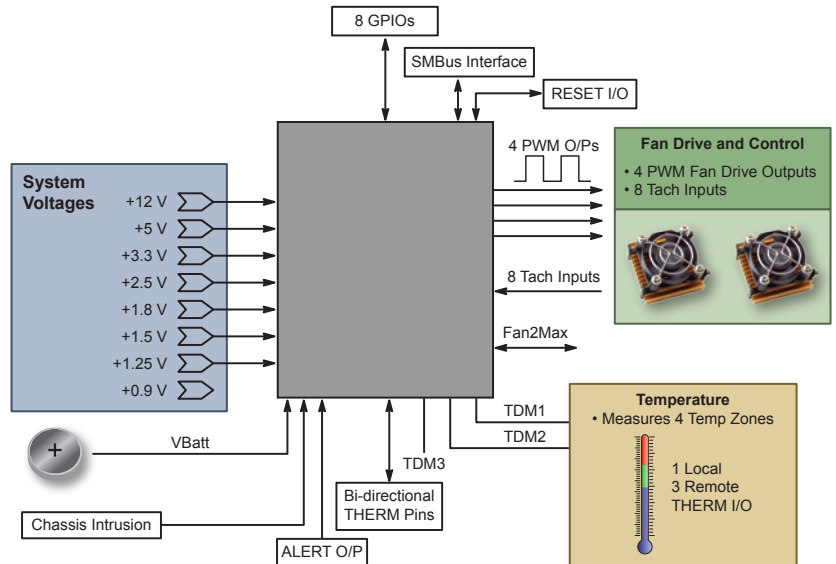 8 GPIOs
SMBus Interface
RESET I/O
4 PWM O/Ps
Fan Drive and Control
• 4 PWM Fan Drive Outputs
• 8 Tach Inputs
System
Voltages
+12 V
+5 V
+3.3 V
+2.5 V
+1.8 V
+1.5 V
+1.25 V
+0.9 V
8 Tach Inputs
Fan2Max
TDM1
TDM2
TDM3
Temperature
• Measures 4 Temp Zones
1 Local
3 Remote
THERM I/O
+
VBatt
Bi-directional
THERM Pins
Chassis Intrusion
ALERT O/P